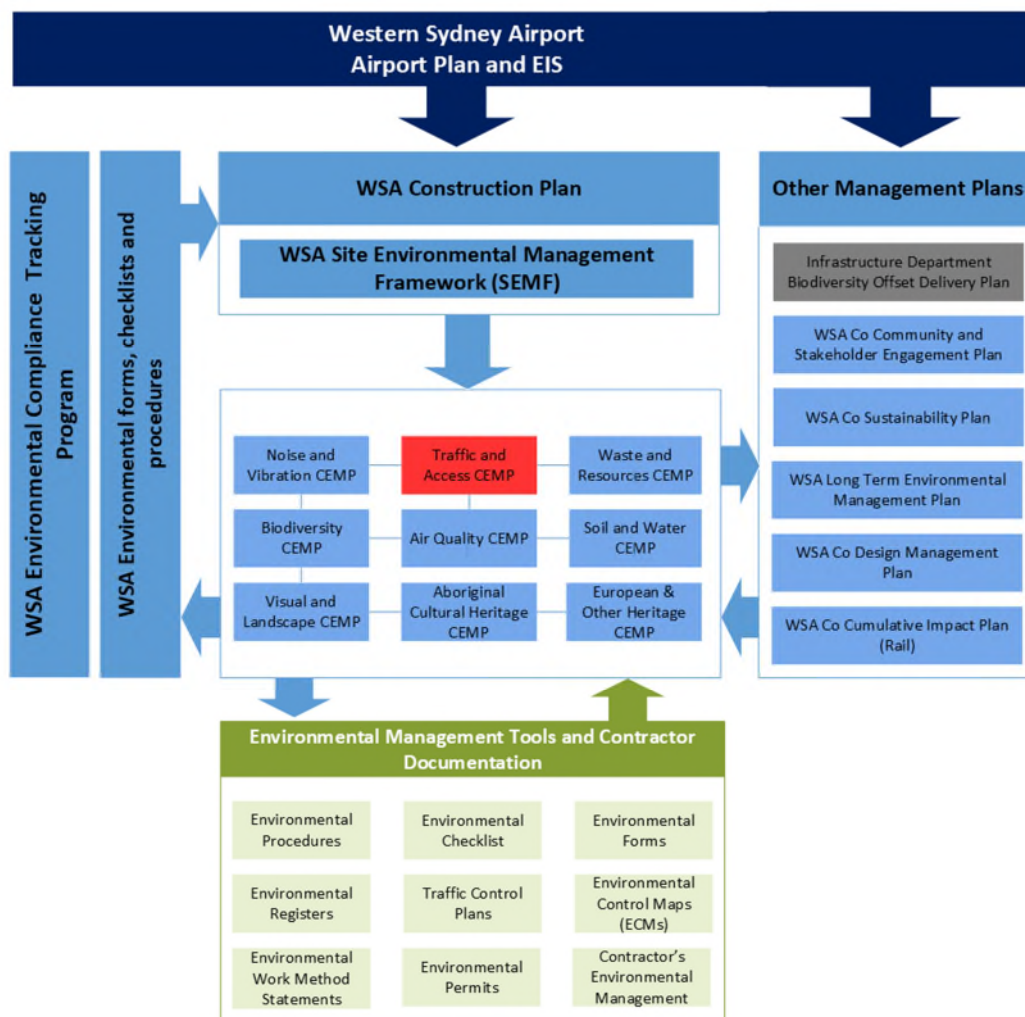 Western Sydney Airport
Airport Plan and EIS
WSA Environmental Compliance Tracking
Program
WSA Environmental forms, checklists and
procedures
WSA Construction Plan
WSA Site Environmental Management
Framework (SEMF)
Other Management Plans
Infrastructure Department
Biodiversity Offset Delivery Plan
WSA Co Community and
Stakeholder Engagement Plan
WSA Co Sustainability Plan
WSA Long Term Environmental
Management Plan
WSA Co Design Management
Plan
WSA Co Cumulative Impact Plan
(Rail)
Noise and
Vibration CEMP
Traffic and
Access CEMP
Waste and
Resources CEMP
Biodiversity
CEMP
Air Quality CEMP
Soil and Water
CEMP
Visual and
Landscape CEMP
Aboriginal
Cultural Heritage
CEMP
European &
Other Heritage
CEMP
Environmental Management Tools and Contractor
Documentation
Environmental
Procedures
Environmental
Checklist
Environmental
Forms
Environmental
Registers
Traffic Control
Plans
Environmental
Control Maps
(ECMs)
Environmental
Work Method
Statements
Environmental
Permits
Contractor's
Environmental
Management